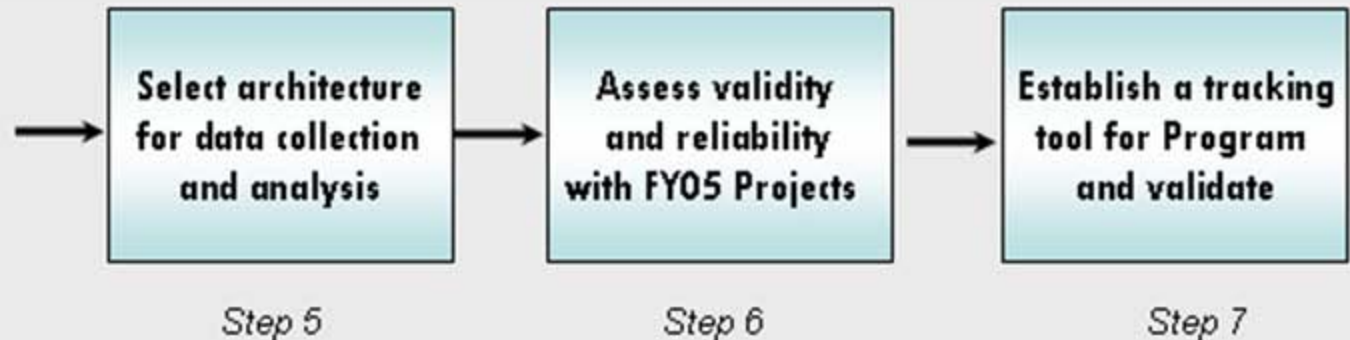 Select architecture
for data collection
and analysis
Step 5
Assess validity
and reliability
with FY05 Projects
Step 6
Establish a tracking
tool for Program
and validate
Step 7